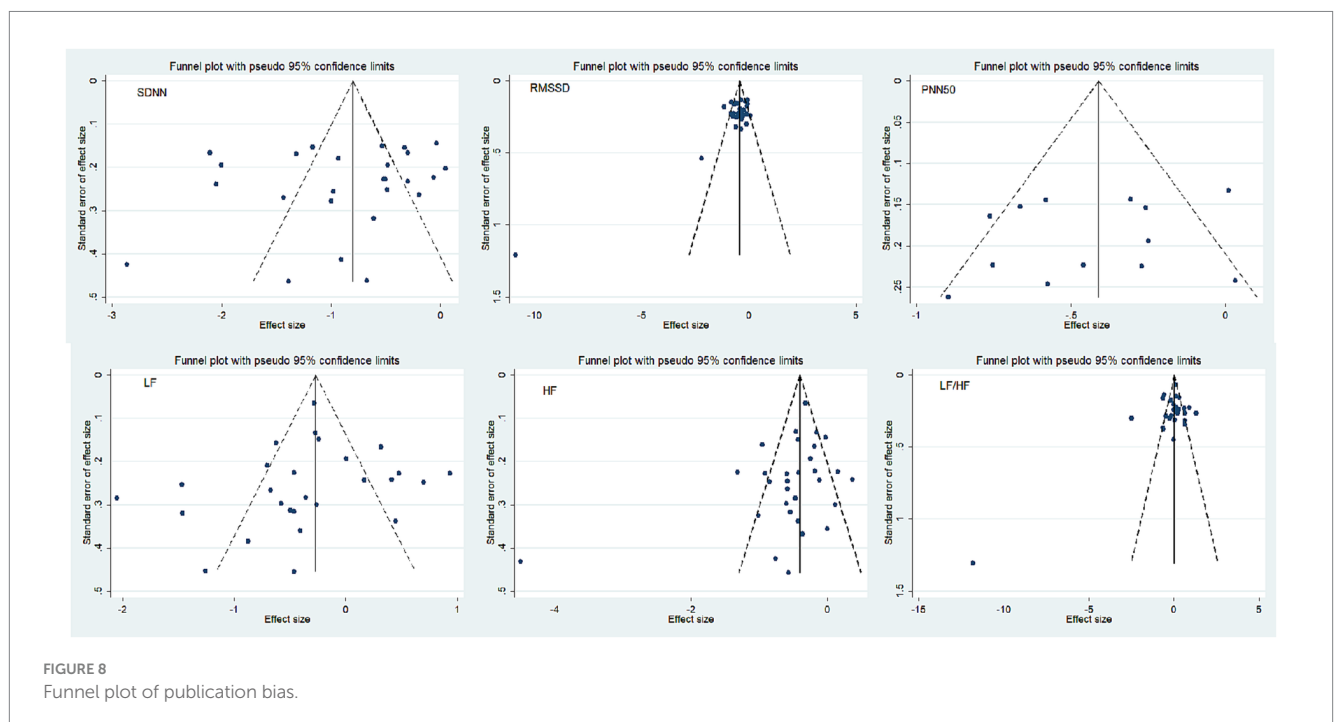 Funnel plot with pseudo 95% confidence limits
SDNN
Standard error of effect size
0
.1
.2
.3
.4
.5
-3
-2
-1
0
Effect size
Funnel plot with pseudo 95% confidence limits
RMSSD
Standard error of effect size
0
.5
1
1.5
-10
-5
0
5
Effect size
Funnel plot with pseudo 95% confidence limits
PNN50
Standard error of effect size
0
.05
.1
.15
.2
.25
-1
-.5
0
Effect size
Funnel plot with pseudo 95% confidence limits
LF
Standard error of effect size
0
.1
.2
.3
.4
.5
-2
-1
0
1
Effect size
Funnel plot with pseudo 95% confidence limits
HF
Standard error of effect size
0
.1
.2
.3
.4
.5
-4
-2
0
Effect size
Funnel plot with pseudo 95% confidence limits
LF/HF
Standard error of effect size
0
.5
1
1.5
-15
-10
-5
0
5
Effect size
FIGURE 8
Funnel plot of publication bias.